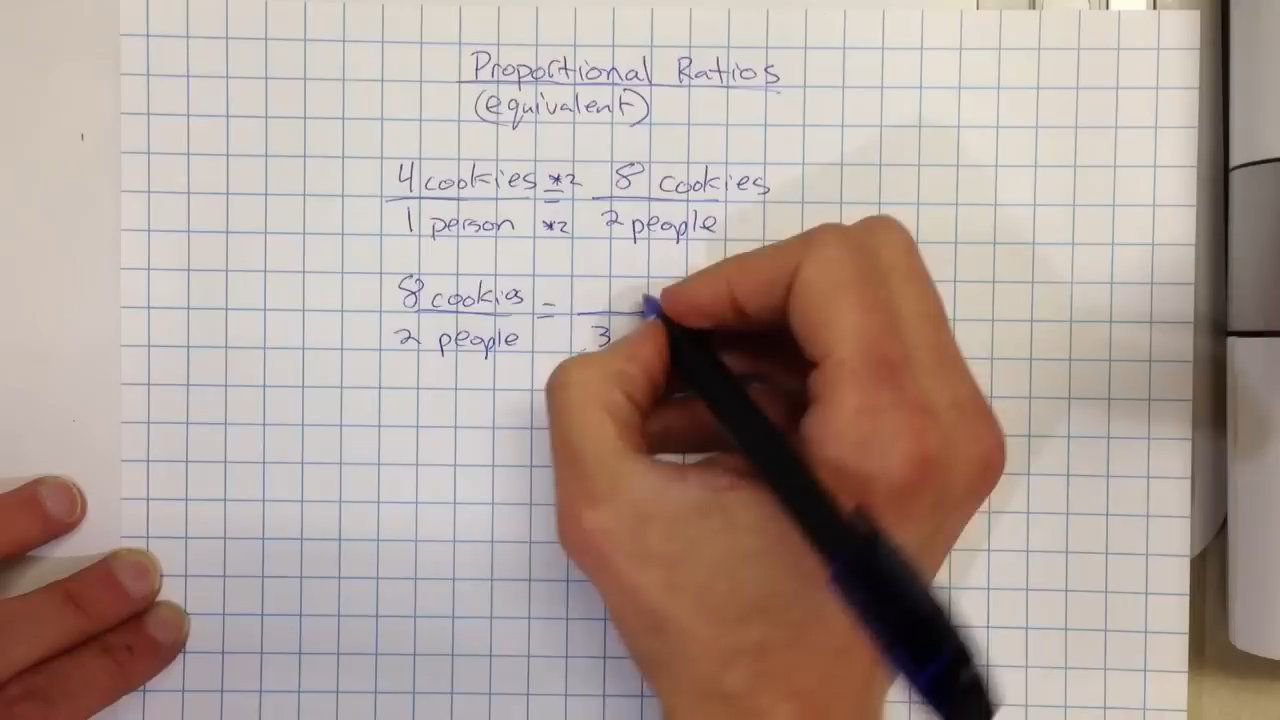 Proportional Ratios
(equivalent)
4 cookies *2 = 8 cookies
1 person *2 2 people
8 cookies =
2 people 3